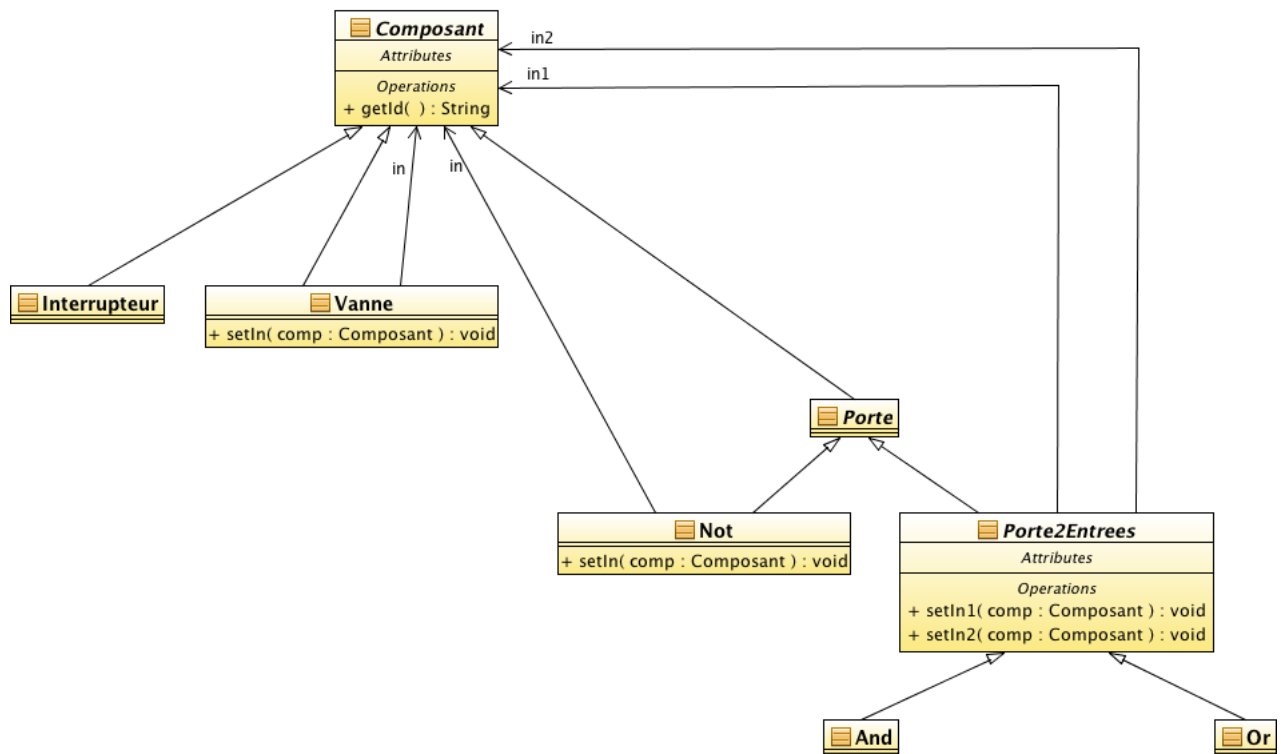 Composant
Attributes
Operations
+ getId( ) : String
in2
in1
in
in
Interrupteur
Vanne
+ setIn( comp : Composant ) : void
Porte
Not
+ setIn( comp : Composant ) : void
Porte2Entrees
Attributes
Operations
+ setIn1( comp : Composant ) : void
+ setIn2( comp : Composant ) : void
And
Or